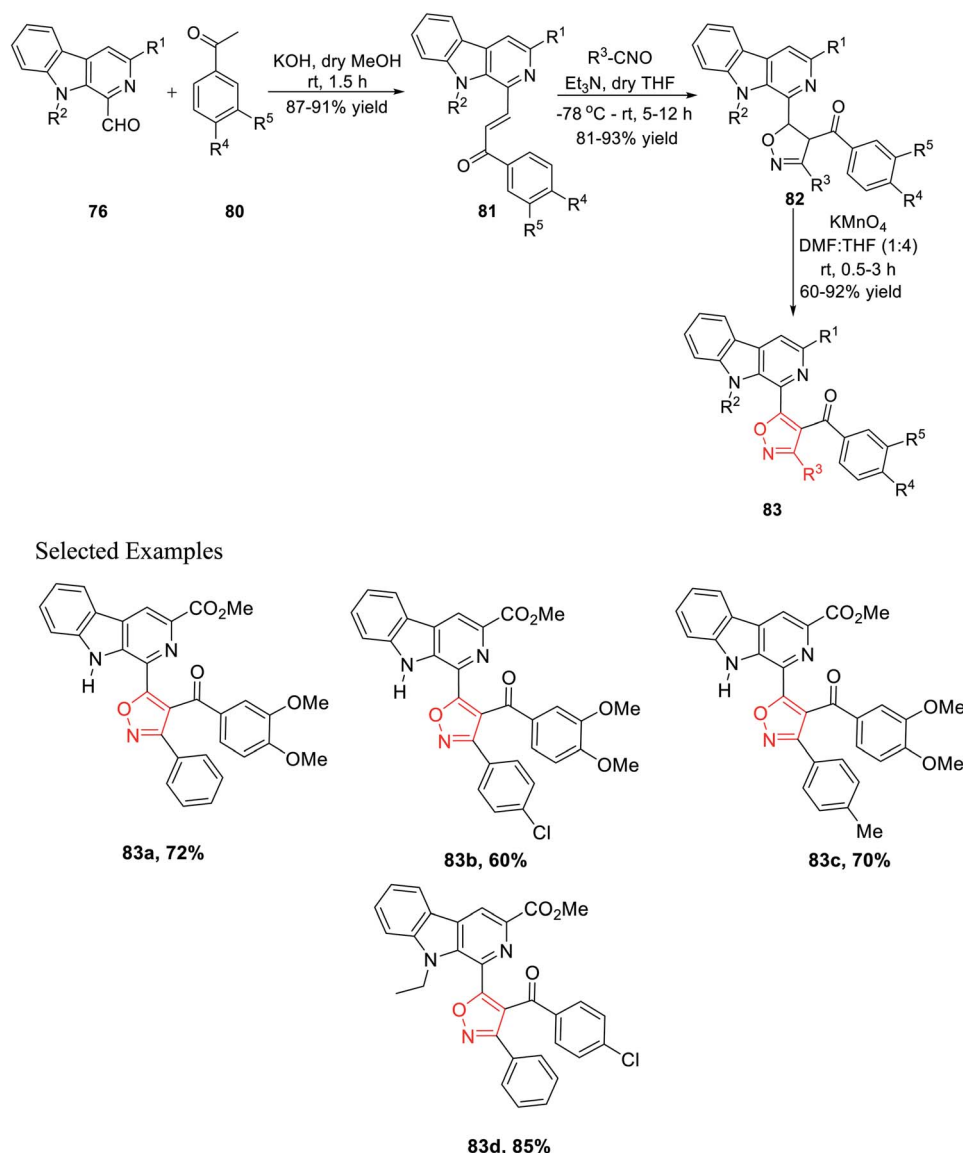 R¹
N
N
R²
CHO
76
+
O
R⁵
R⁴
80
KOH, dry MeOH
rt, 1.5 h
87-91% yield
R¹
N
N
R²
O
R⁴
R⁵
81
R³-CNO
Et₃N, dry THF
-78 °C - rt, 5-12 h
81-93% yield
R¹
N
N
R²
O
O
N
R³
R⁵
R⁴
82
KMnO₄
DMF:THF (1:4)
rt, 0.5-3 h
60-92% yield
R¹
N
N
R²
O
O
N
R³
R⁵
R⁴
83
Selected Examples
CO₂Me
N
N
H
O
O
N
OMe
OMe
83a, 72%
CO₂Me
N
N
H
O
O
N
OMe
OMe
Cl
83b, 60%
CO₂Me
N
N
H
O
O
N
OMe
OMe
Me
83c, 70%
CO₂Me
N
N
O
O
N
Cl
83d, 85%